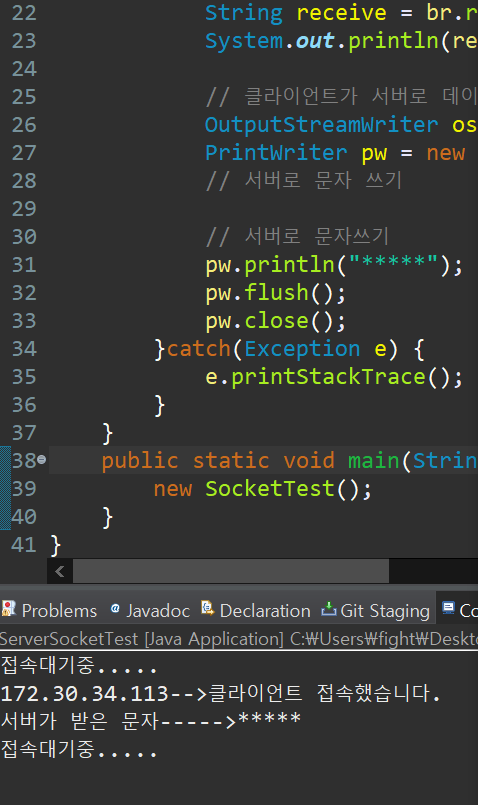 22 String receive = br.r
23 System.out.println(re
24
25 // 클라이언트가 서버로 데이
26 OutputStreamWriter os
27 PrintWriter pw = new
28 // 서버로 문자 쓰기
29
30 // 서버로 문자쓰기
31 pw.println("*****");
32 pw.flush();
33 pw.close();
34 }catch(Exception e) {
35 e.printStackTrace();
36 }
37 }
38 public static void main(Strin
39 new SocketTest();
40 }
41 }
Problems @ Javadoc Declaration Git Staging Co
ServerSocketTest [Java Application] C:₩Users₩fight₩Deskto
접속대기중.....
172.30.34.113-->클라이언트 접속했습니다.
서버가 받은 문자----->*****
접속대기중.....